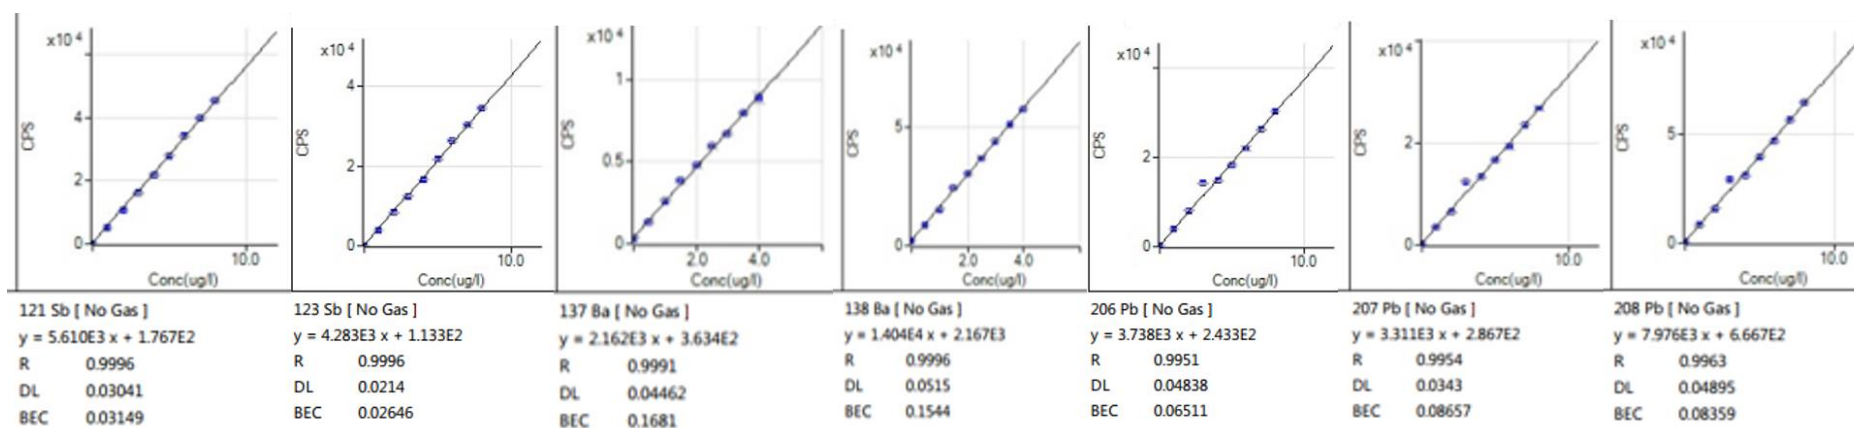 x10 4
4
2
0
CPS
10.0
Conc(ug/l)
121 Sb [ No Gas ]
y = 5.610E3 x + 1.767E2
R 0.9996
DL 0.03041
BEC 0.03149
x10 4
4
2
0
CPS
10.0
Conc(ug/l)
123 Sb [ No Gas ]
y = 4.283E3 x + 1.133E2
R 0.9996
DL 0.0214
BEC 0.02646
x10 4
1
0.5
0
CPS
2.0 4.0
Conc(ug/l)
137 Ba [ No Gas ]
y = 2.162E3 x + 3.634E2
R 0.9991
DL 0.04462
BEC 0.1681
x10 4
5
0
CPS
2.0 4.0
Conc(ug/l)
138 Ba [ No Gas ]
y = 1.404E4 x + 2.167E3
R 0.9996
DL 0.0515
BEC 0.1544
x10 4
2
0
CPS
10.0
Conc(ug/l)
206 Pb [ No Gas ]
y = 3.738E3 x + 2.433E2
R 0.9951
DL 0.04838
BEC 0.06511
x10 4
2
0
CPS
10.0
Conc(ug/l)
207 Pb [ No Gas ]
y = 3.311E3 x + 2.867E2
R 0.9954
DL 0.0343
BEC 0.08657
x10 4
5
0
CPS
10.0
Conc(ug/l)
208 Pb [ No Gas ]
y = 7.976E3 x + 6.667E2
R 0.9963
DL 0.04895
BEC 0.08359